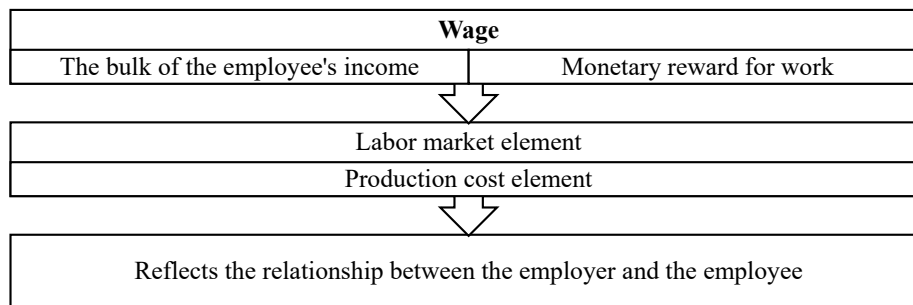 Wage
The bulk of the employee's income
Monetary reward for work
Labor market element
Production cost element
Reflects the relationship between the employer and the employee